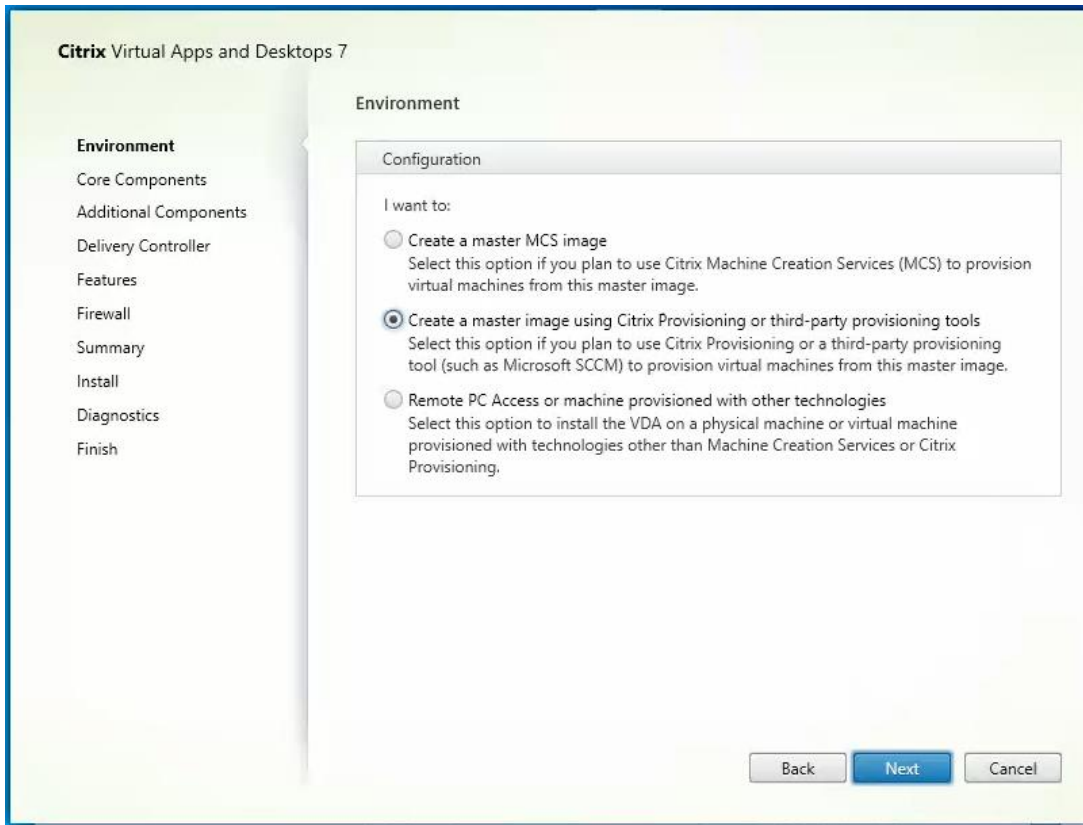 Citrix Virtual Apps and Desktops 7
Environment
Core Components
Additional Components
Delivery Controller
Features
Firewall
Summary
Install
Diagnostics
Finish
Environment
Configuration
I want to:
Create a master MCS image
Select this option if you plan to use Citrix Machine Creation Services (MCS) to provision
virtual machines from this master image.
Create a master image using Citrix Provisioning or third-party provisioning tools
Select this option if you plan to use Citrix Provisioning or a third-party provisioning
tool (such as Microsoft SCCM) to provision virtual machines from this master image.
Remote PC Access or machine provisioned with other technologies
Select this option to install the VDA on a physical machine or virtual machine
provisioned with technologies other than Machine Creation Services or Citrix
Provisioning.
Back
Next
Cancel